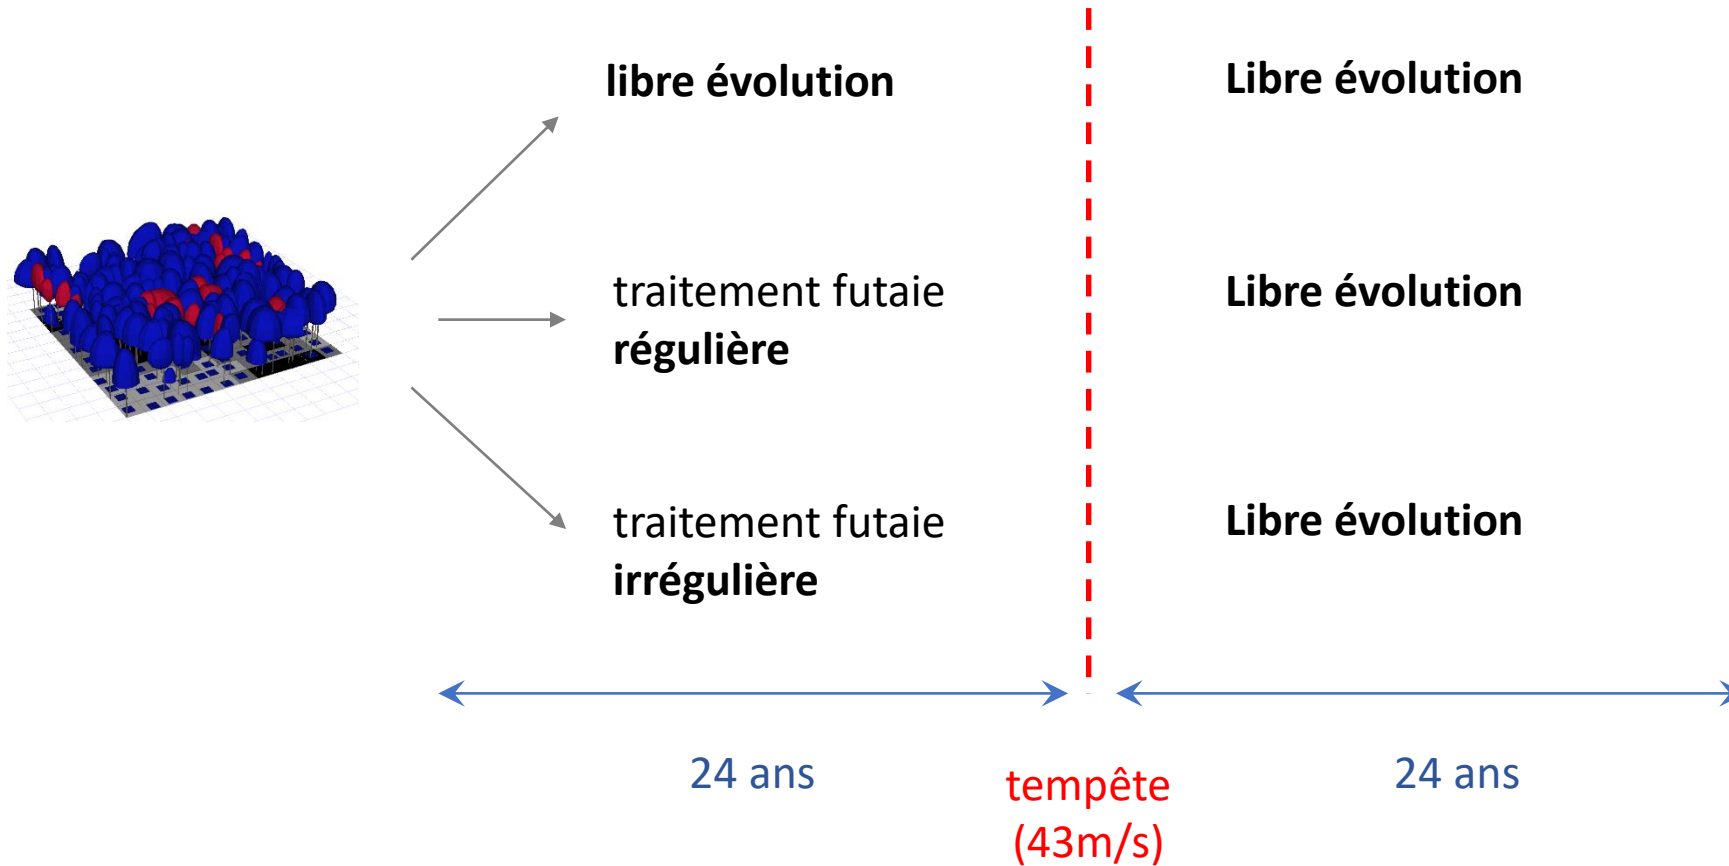 libre évolution
Libre évolution
traitement futaie
régulière
Libre évolution
traitement futaie
irrégulière
Libre évolution
24 ans
tempête
(43m/s)
24 ans